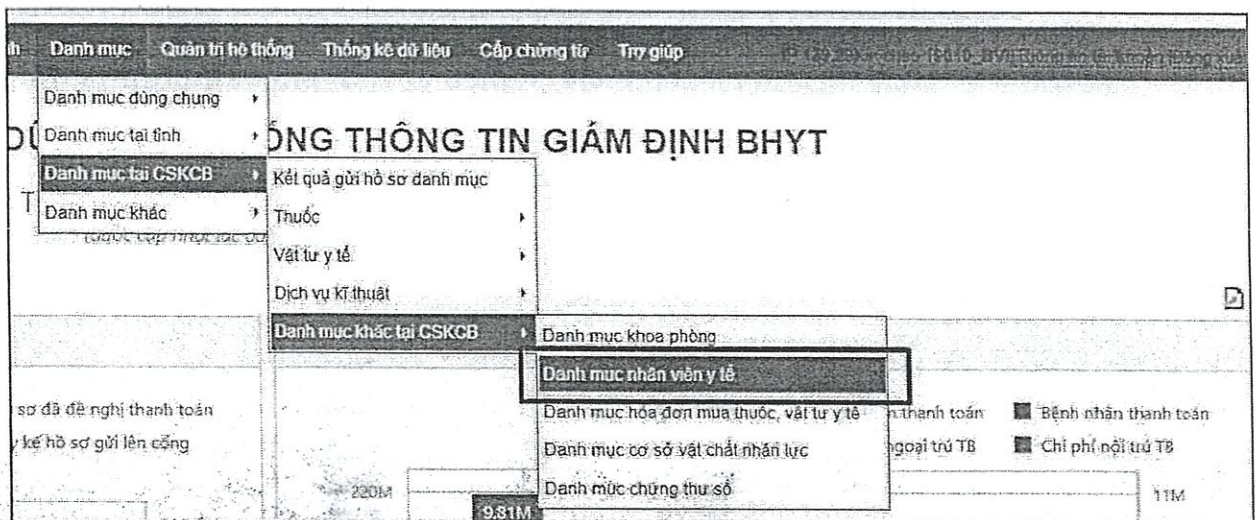 Danh mục Quản trị hệ thống Thống kê dữ liệu Cấp chứng từ Trợ giúp
Danh mục dùng chung
Danh mục tại tỉnh
ỔNG THÔNG TIN GIÁM ĐỊNH BHYT
Danh mục tại CSKCB
Kết quả gửi hồ sơ danh mục
T
Danh mục khác
Thuốc
Vật tư y tế
Dịch vụ kĩ thuật
Danh mục khác tại CSKCB
Danh mục khoa phòng
Danh mục nhân viên y tế
sơ đã đề nghị thanh toán
Danh mục hóa đơn mua thuốc, vật tư y tế
thanh toán
Bệnh nhân thanh toán
kế hồ sơ gửi lên cổng
Danh mục cơ sở vật chất nhân lực
ngoại trú TB
Chi phí nội trú TB
Danh mục chứng thư số
220M
11M
9.81M